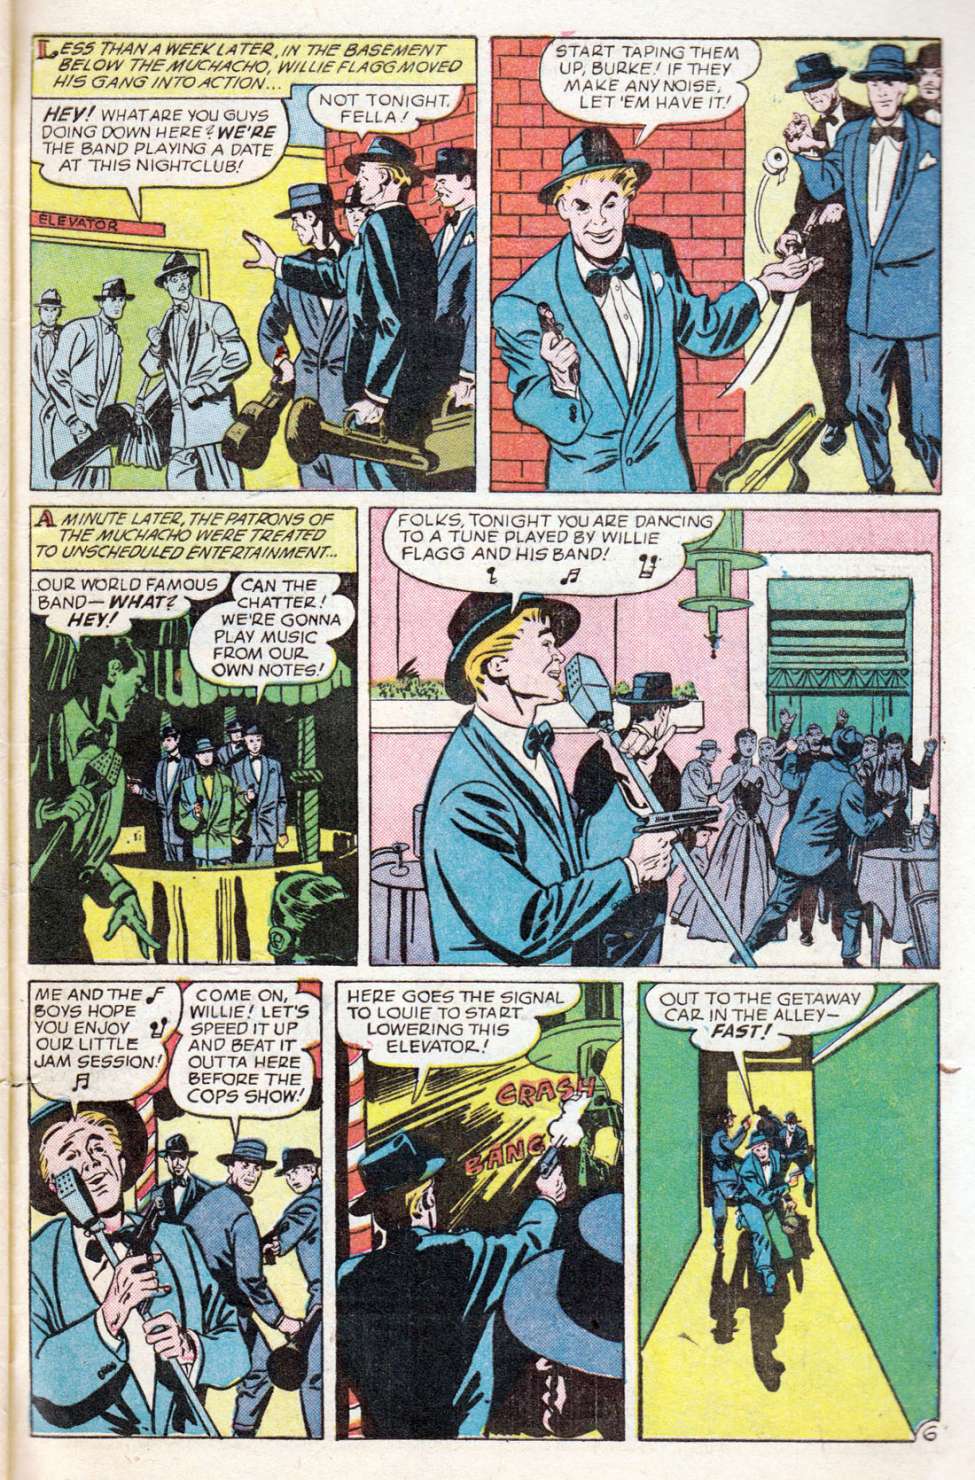 LESS THAN A WEEK LATER, IN THE BASEMENT
BELOW THE MUCHACHO, WILLIE FLAGG MOVED
HIS GANG INTO ACTION...
HEY! WHAT ARE YOU GUYS
DOING DOWN HERE? WE'RE
THE BAND PLAYING A DATE
AT THIS NIGHTCLUB!
NOT TONIGHT,
FELLA!
ELEVATOR
START TAPING THEM
UP, BURKE! IF THEY
MAKE ANY NOISE,
LET 'EM HAVE IT!
A MINUTE LATER, THE PATRONS OF
THE MUCHACHO WERE TREATED
TO UNSCHEDULED ENTERTAINMENT...
...OUR WORLD FAMOUS
BAND—WHAT?
HEY!
CAN THE
CHATTER!
WE'RE GONNA
PLAY MUSIC
FROM OUR
OWN NOTES!
FOLKS, TONIGHT YOU ARE DANCING
TO A TUNE PLAYED BY WILLIE
FLAGG AND HIS BAND!
ME AND THE
BOYS HOPE
YOU ENJOY
OUR LITTLE
JAM SESSION!
COME ON,
WILLIE! LET'S
SPEED IT UP
AND BEAT IT
OUTTA HERE
BEFORE THE
COPS SHOW!
HERE GOES THE SIGNAL
TO LOUIE TO START
LOWERING THIS
ELEVATOR!
CRASH
BANG
OUT TO THE GETAWAY
CAR IN THE ALLEY—
FAST!
6